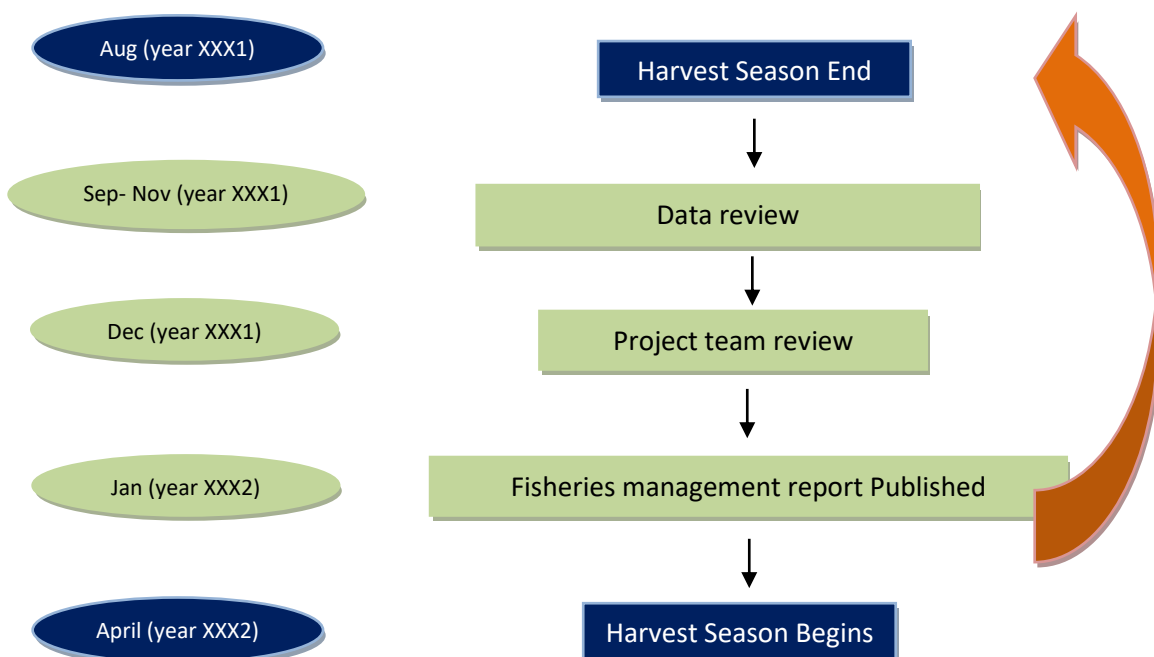 Aug (year XXX1)
Harvest Season End
Sep- Nov (year XXX1)
Data review
Dec (year XXX1)
Project team review
Jan (year XXX2)
Fisheries management report Published
April (year XXX2)
Harvest Season Begins